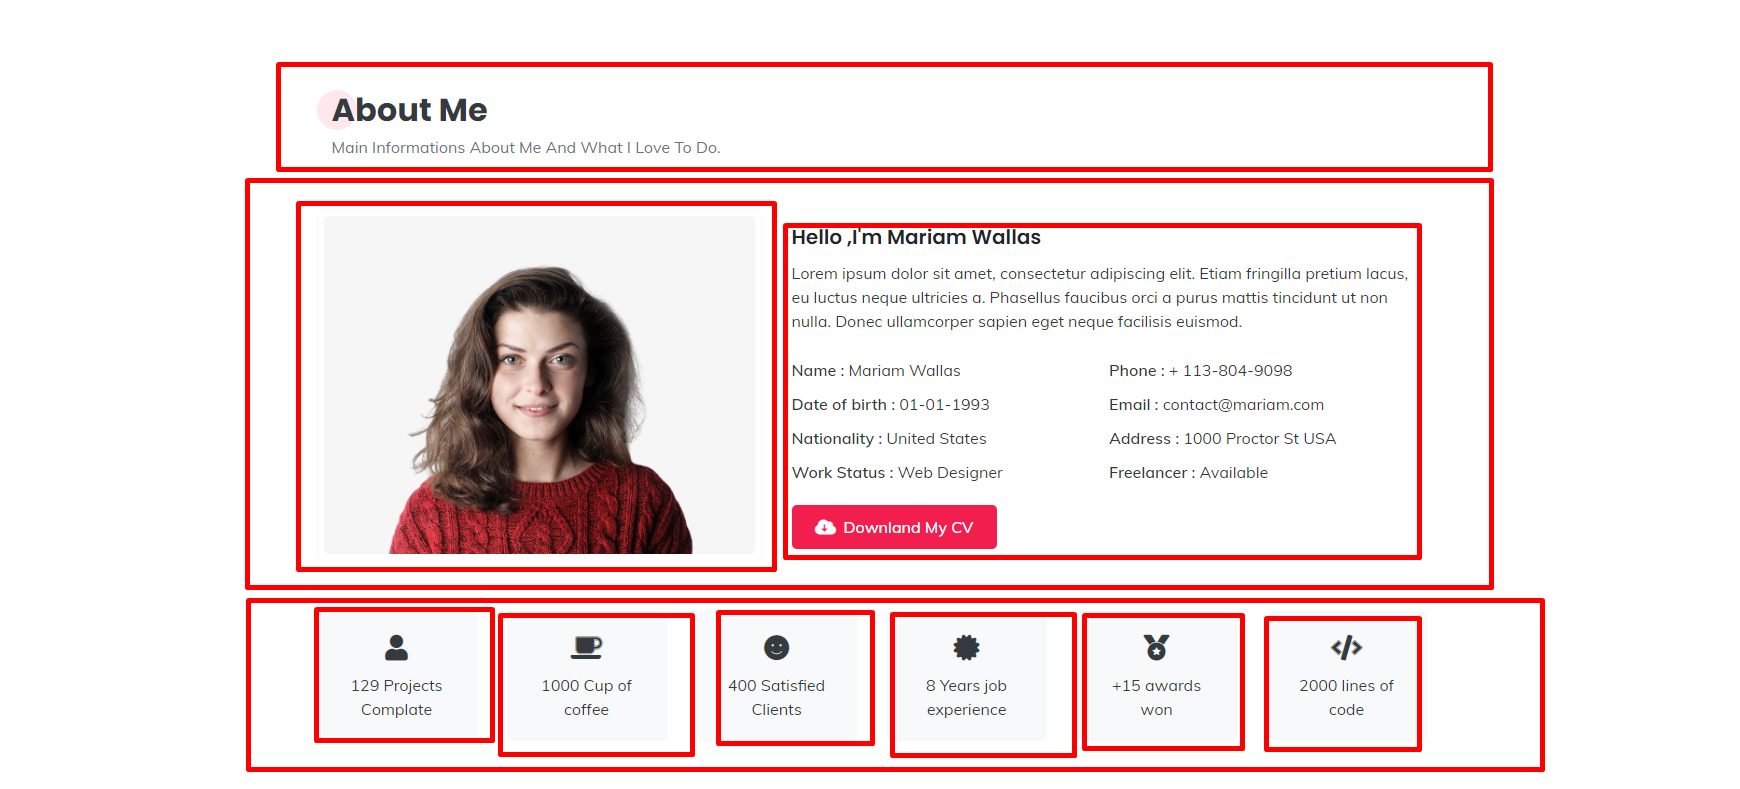 About Me
Main Informations About Me And What I Love To Do.
Hello ,I'm Mariam Wallas
Lorem ipsum dolor sit amet, consectetur adipiscing elit. Etiam fringilla pretium lacus,
eu luctus neque ultricies a. Phasellus faucibus orci a purus mattis tincidunt ut non
nulla. Donec ullamcorper sapien eget neque facilisis euismod.
Name : Mariam Wallas
Phone : + 113-804-9098
Date of birth : 01-01-1993
Email : contact@mariam.com
Nationality : United States
Address : 1000 Proctor St USA
Work Status : Web Designer
Freelancer : Available
Downland My CV
129 Projects
Complate
1000 Cup of
coffee
400 Satisfied
Clients
8 Years job
experience
+15 awards
won
2000 lines of
code